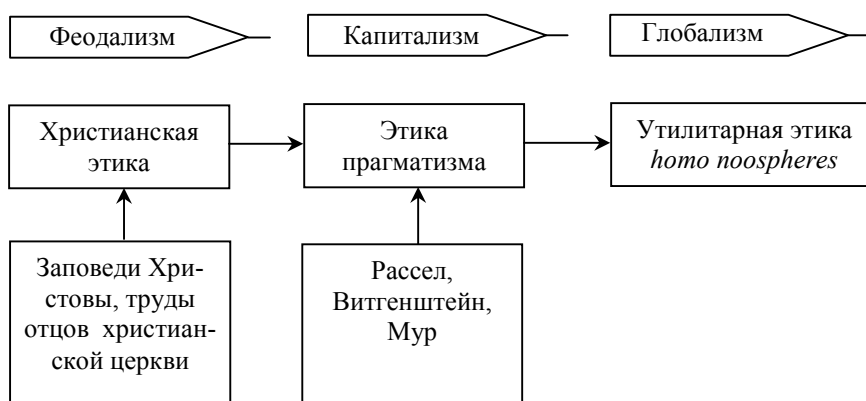 Феодализм
Капитализм
Глобализм
Христианская
этика
Этика
прагматизма
Утилитарная этика
homo noospheres
Заповеди Хри-
стовы, труды
отцов христиан-
ской церкви
Рассел,
Витгенштейн,
Мур